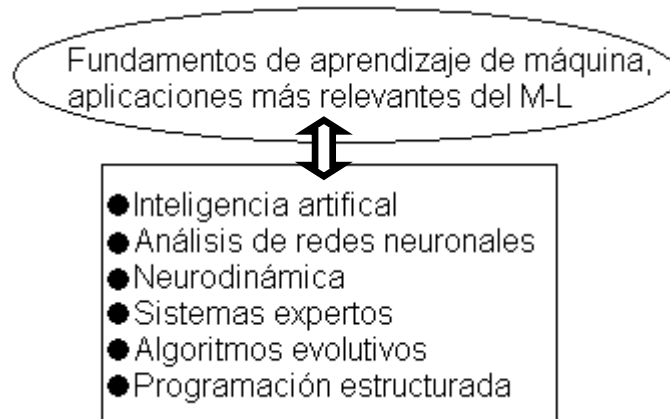 Fundamentos de aprendizaje de máquina,
aplicaciones más relevantes del M-L
●Inteligencia artifical
●Análisis de redes neuronales
●Neurodinámica
●Sistemas expertos
●Algoritmos evolutivos
●Programación estructurada